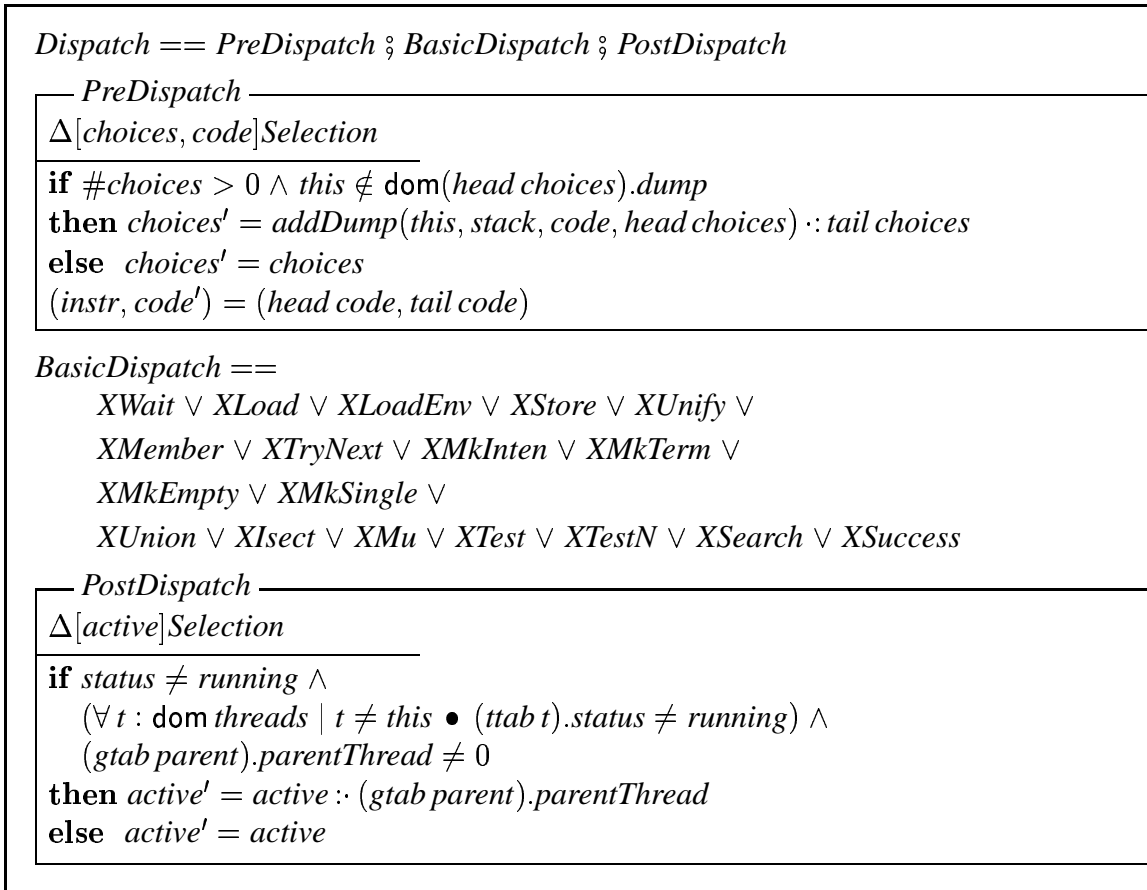 Dispatch == PreDispatch ⨟ BasicDispatch ⨟ PostDispatch
PreDispatch
Δ[choices, code]Selection
if #choices > 0 ∧ this ∉ dom(head choices).dump
then choices′ = addDump(this, stack, code, head choices) ·: tail choices
else choices′ = choices
(instr, code′) = (head code, tail code)
BasicDispatch ==
XWait ∨ XLoad ∨ XLoadEnv ∨ XStore ∨ XUnify ∨
XMember ∨ XTryNext ∨ XMkInten ∨ XMkTerm ∨
XMkEmpty ∨ XMkSingle ∨
XUnion ∨ XIsect ∨ XMu ∨ XTest ∨ XTestN ∨ XSearch ∨ XSuccess
PostDispatch
Δ[active]Selection
if status ≠ running ∧
(∀ t : dom threads | t ≠ this • (ttab t).status ≠ running) ∧
(gtab parent).parentThread ≠ 0
then active′ = active :· (gtab parent).parentThread
else active′ = active